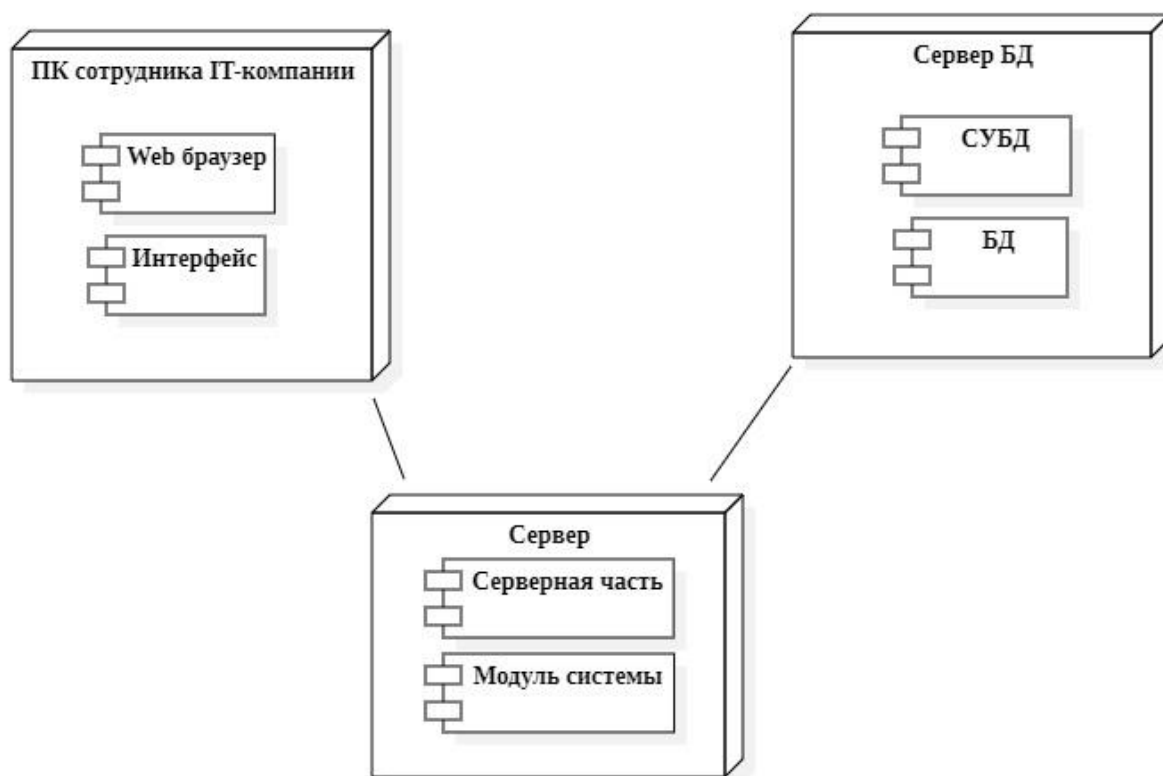 ПК сотрудника IT-компании
Web браузер
Интерфейс
Сервер БД
СУБД
БД
Сервер
Серверная часть
Модуль системы